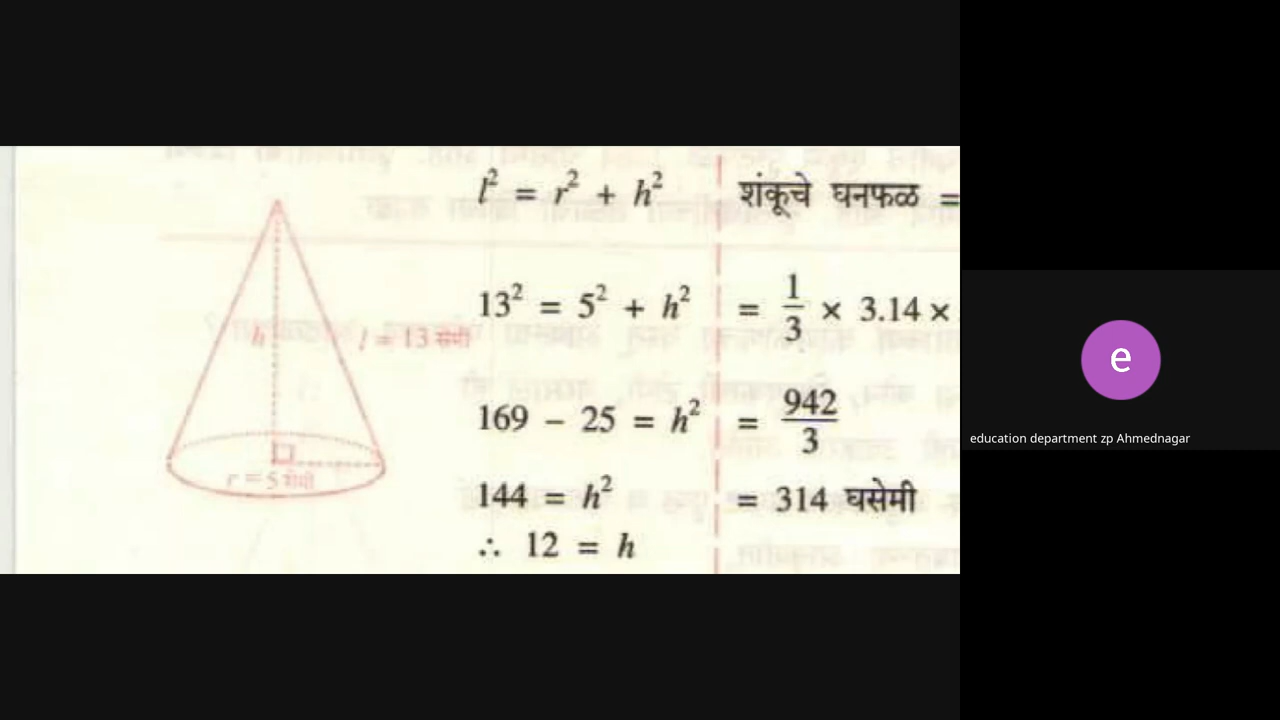 l² = r² + h²
शंकूचे घनफळ =
13² = 5² + h²
= 1/3 × 3.14 ×
h
l = 13 सेमी
169 – 25 = h²
= 942/3
r = 5 सेमी
144 = h²
= 314 घसेमी
∴ 12 = h
e
education department zp Ahmednagar